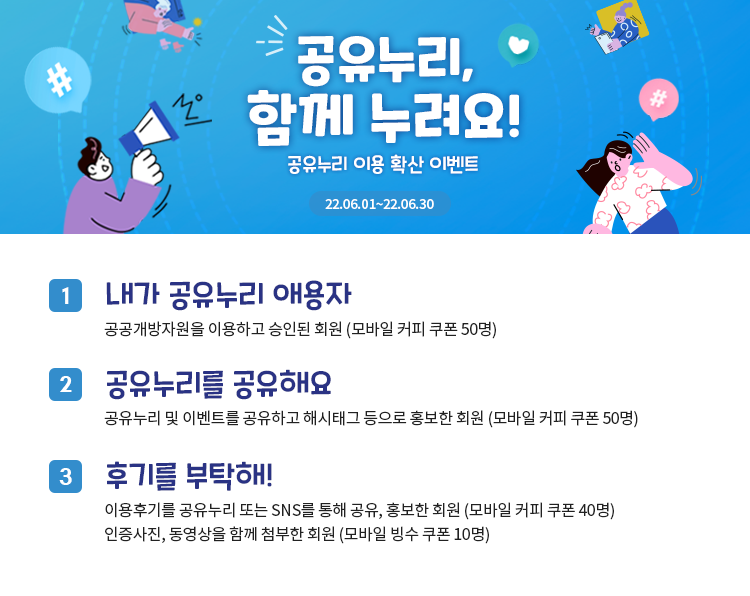 공유누리,
함께 누려요!
공유누리 이용 확산 이벤트
22.06.01~22.06.30
#
#
1 내가 공유누리 애용자
공공개방자원을 이용하고 승인된 회원 (모바일 커피 쿠폰 50명)
2 공유누리를 공유해요
공유누리 및 이벤트를 공유하고 해시태그 등으로 홍보한 회원 (모바일 커피 쿠폰 50명)
3 후기를 부탁해!
이용후기를 공유누리 또는 SNS를 통해 공유, 홍보한 회원 (모바일 커피 쿠폰 40명)
인증사진, 동영상을 함께 첨부한 회원 (모바일 빙수 쿠폰 10명)